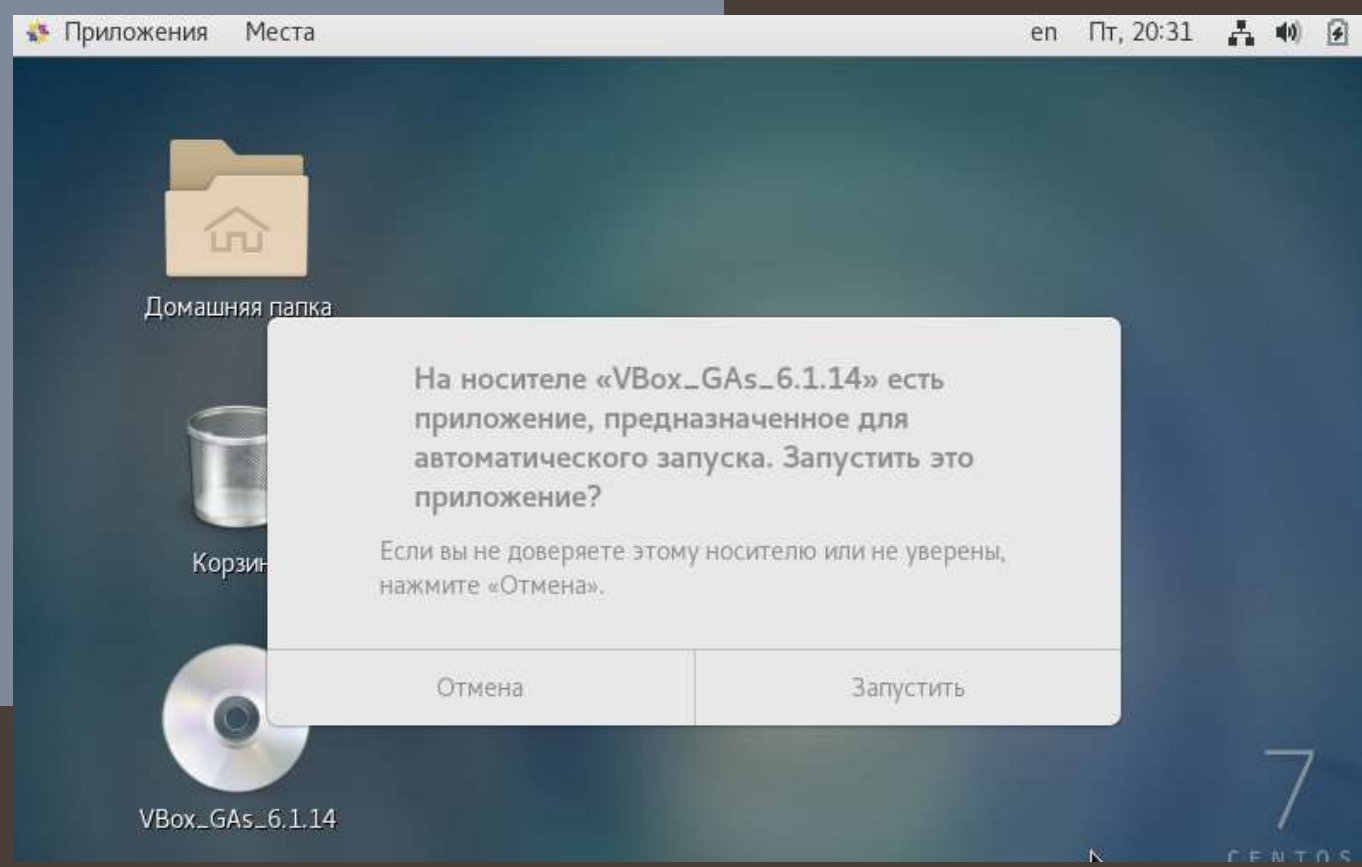 Приложения Места en Пт, 20:31
Домашняя папка
На носителе «VBox_GAs_6.1.14» есть
приложение, предназначенное для
автоматического запуска. Запустить это
приложение?
Если вы не доверяете этому носителю или не уверены,
нажмите «Отмена».
Корзин
Отмена Запустить
VBox_GAs_6.1.14
7
CENTOS